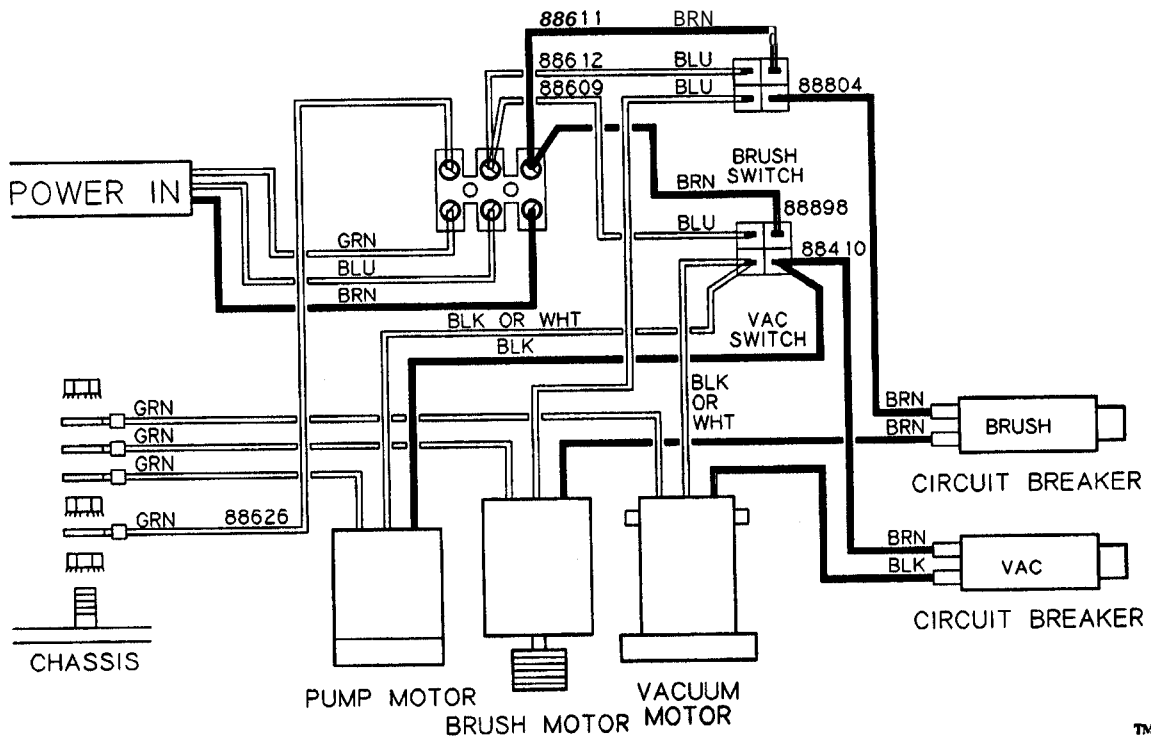 88611 BRN
88612 BLU
88609 BLU
88804
POWER IN
BRUSH
SWITCH
BRN
88898
BLU
GRN
88410
BLU
BRN
BLK OR WHT
VAC
SWITCH
BLK
BLK
OR
WHT
GRN
GRN
GRN
GRN 88626
BRN
BRN
BRUSH
CIRCUIT BREAKER
BRN
BLK
VAC
CIRCUIT BREAKER
CHASSIS
PUMP MOTOR
BRUSH MOTOR
VACUUM
MOTOR
TM